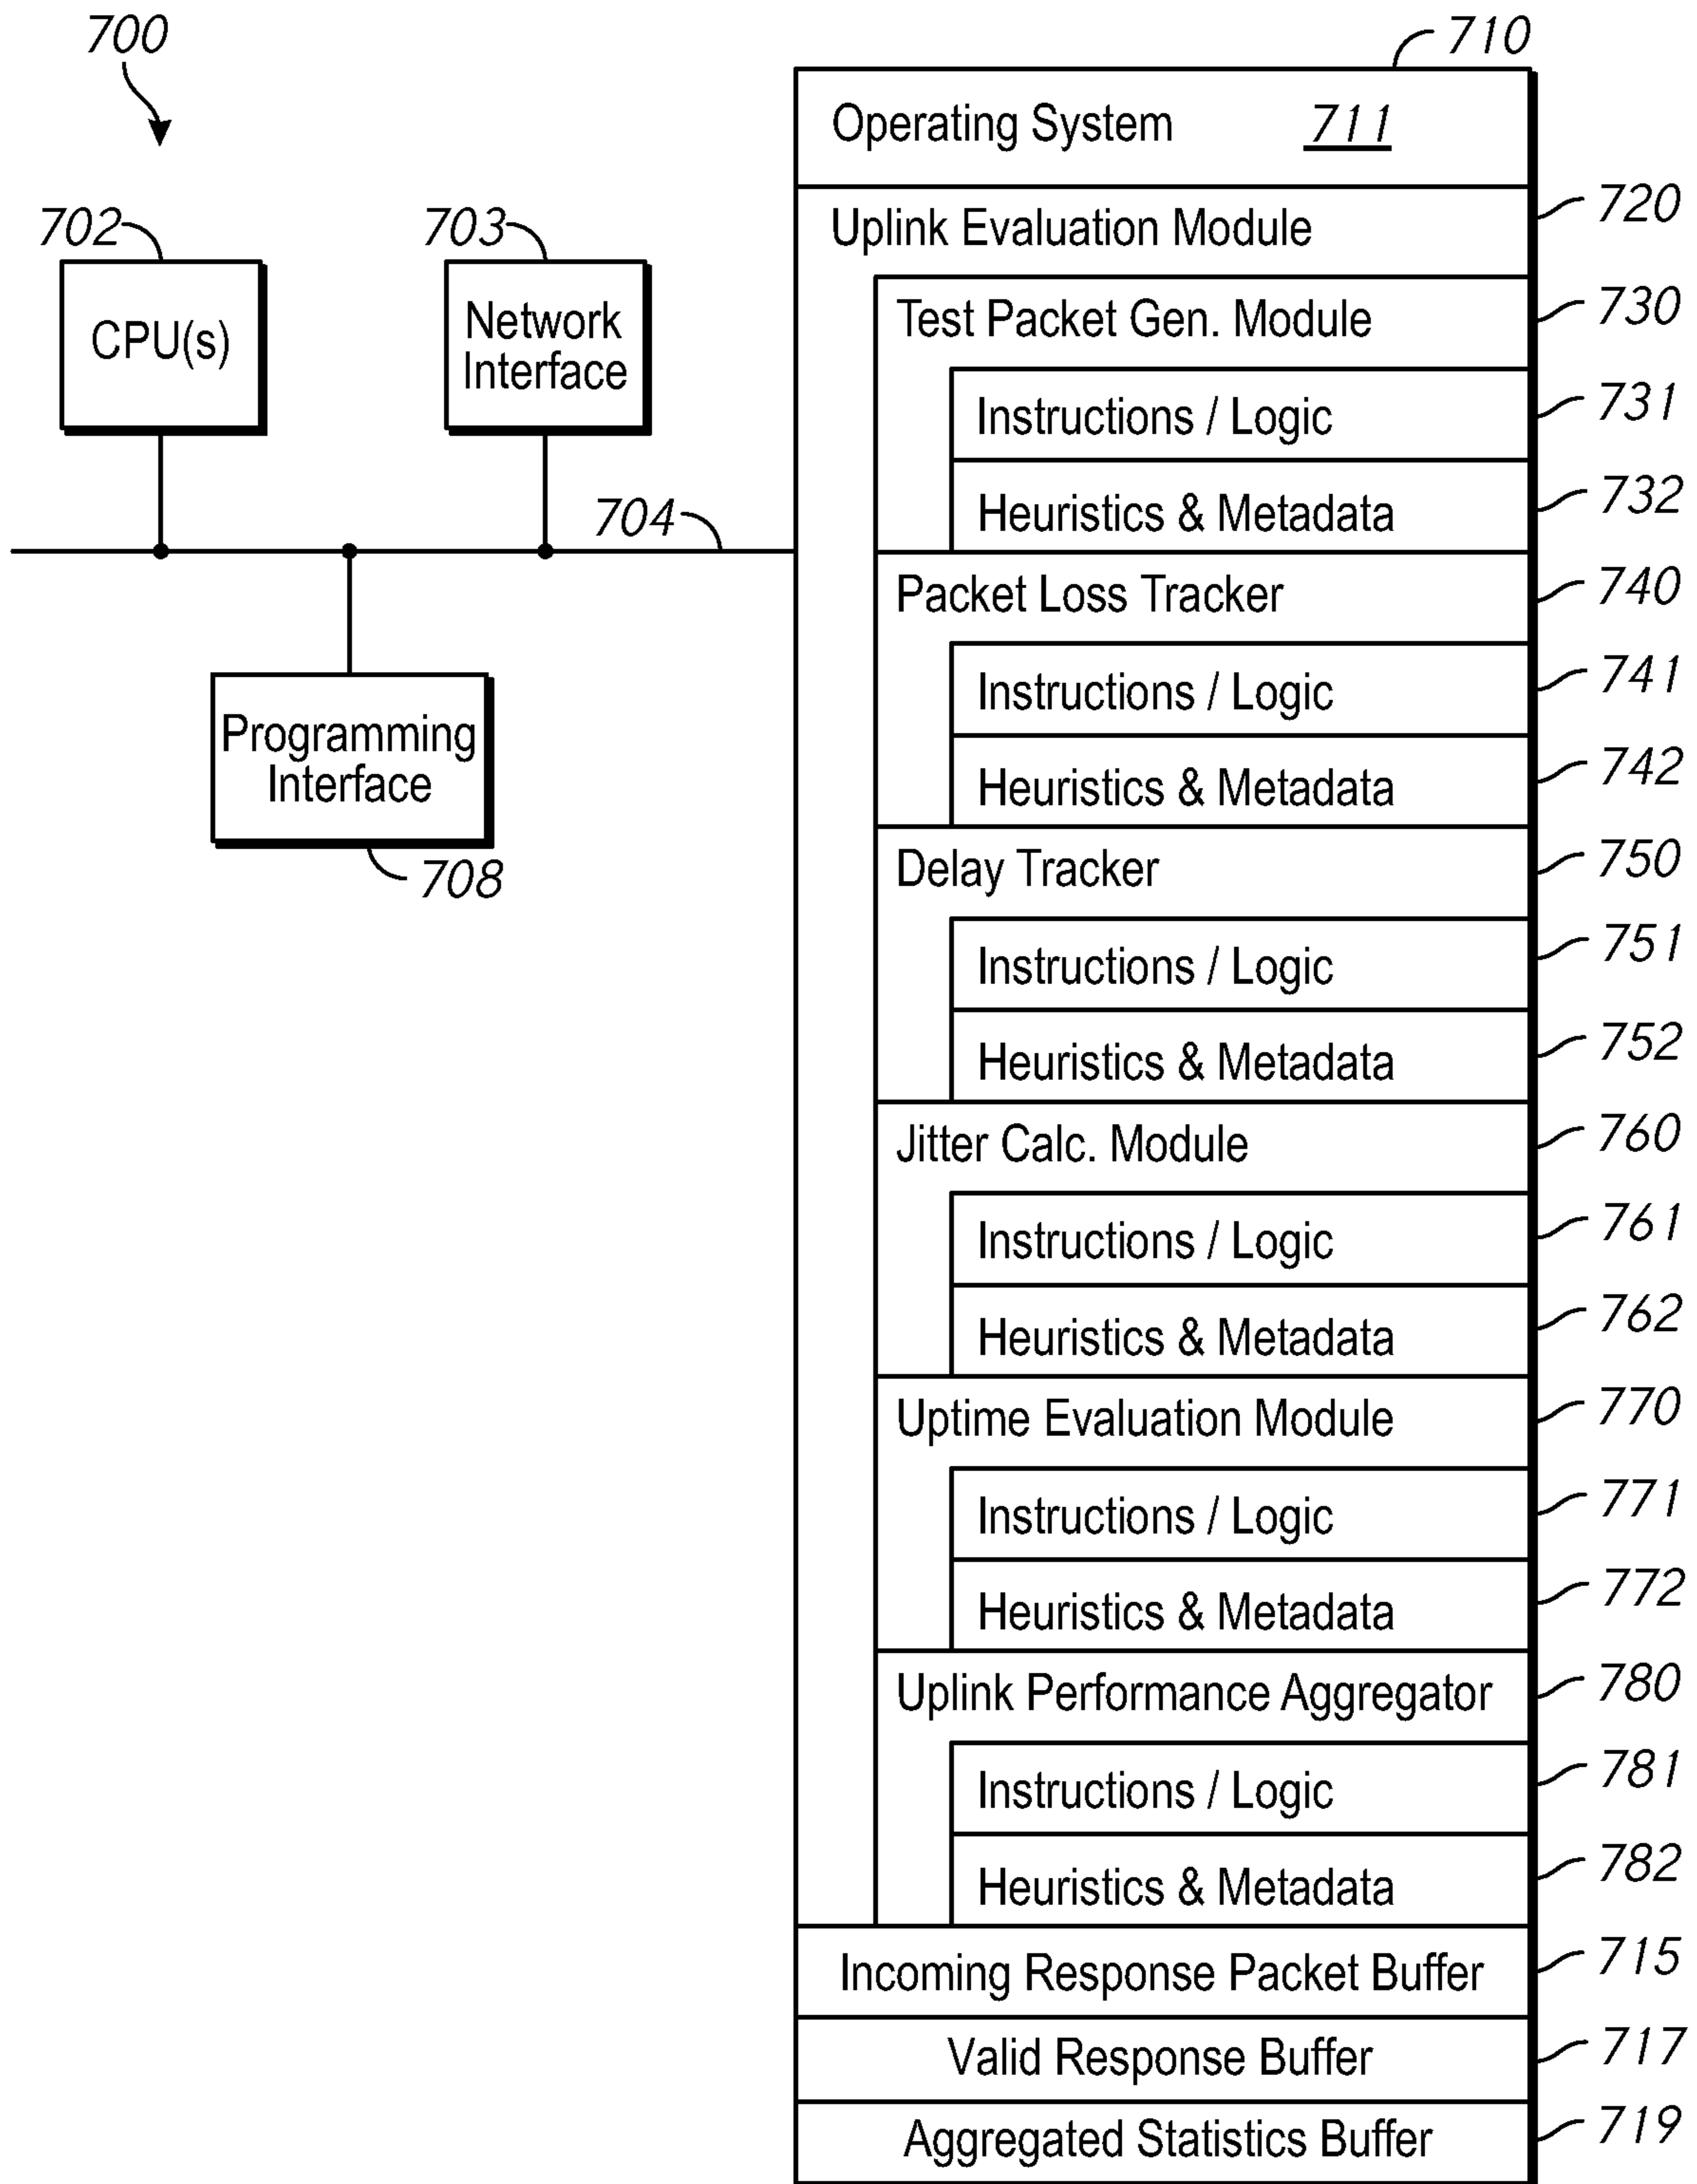 700
710
Operating System 711
720
Uplink Evaluation Module
702
703
CPU(s)
Network
Interface
704
Programming
Interface
708
Test Packet Gen. Module
730
Instructions / Logic
731
Heuristics & Metadata
732
Packet Loss Tracker
740
Instructions / Logic
741
Heuristics & Metadata
742
Delay Tracker
750
Instructions / Logic
751
Heuristics & Metadata
752
Jitter Calc. Module
760
Instructions / Logic
761
Heuristics & Metadata
762
Uptime Evaluation Module
770
Instructions / Logic
771
Heuristics & Metadata
772
Uplink Performance Aggregator
780
Instructions / Logic
781
Heuristics & Metadata
782
Incoming Response Packet Buffer
715
Valid Response Buffer
717
Aggregated Statistics Buffer
719